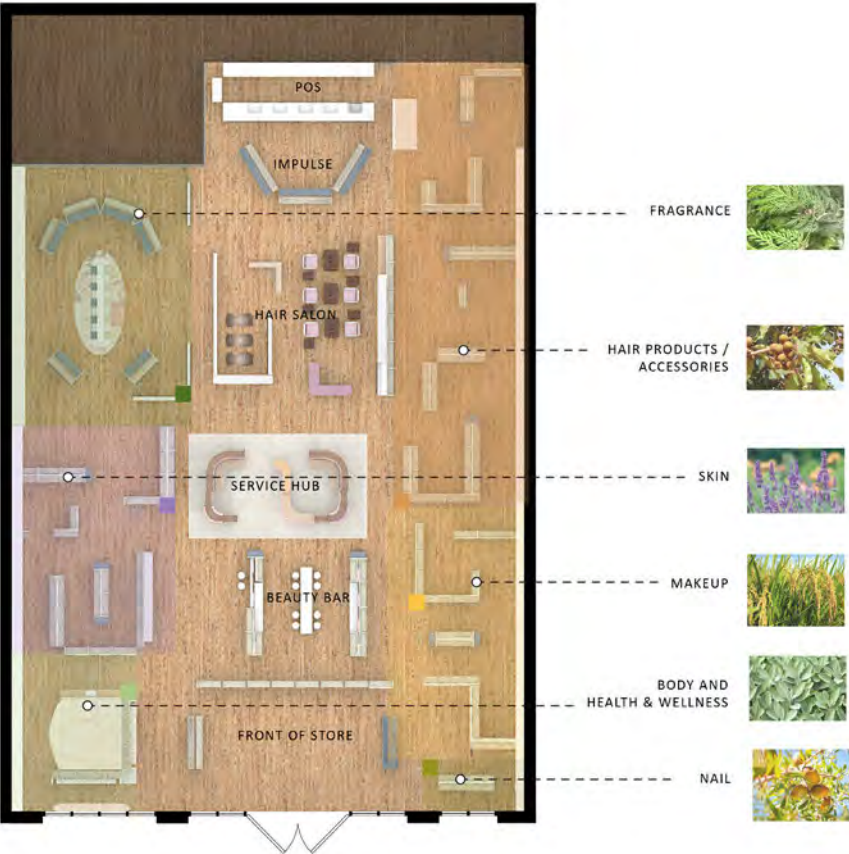 POS
IMPULSE
FRAGRANCE
HAIR SALON
HAIR PRODUCTS /
ACCESSORIES
SKIN
SERVICE HUB
MAKEUP
BEAUTY BAR
BODY AND
HEALTH & WELLNESS
FRONT OF STORE
NAIL